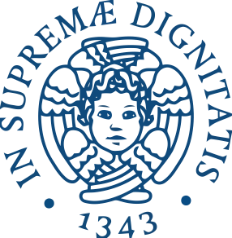 IN SUPREMÆ DIGNITATIS
· 1343 ·